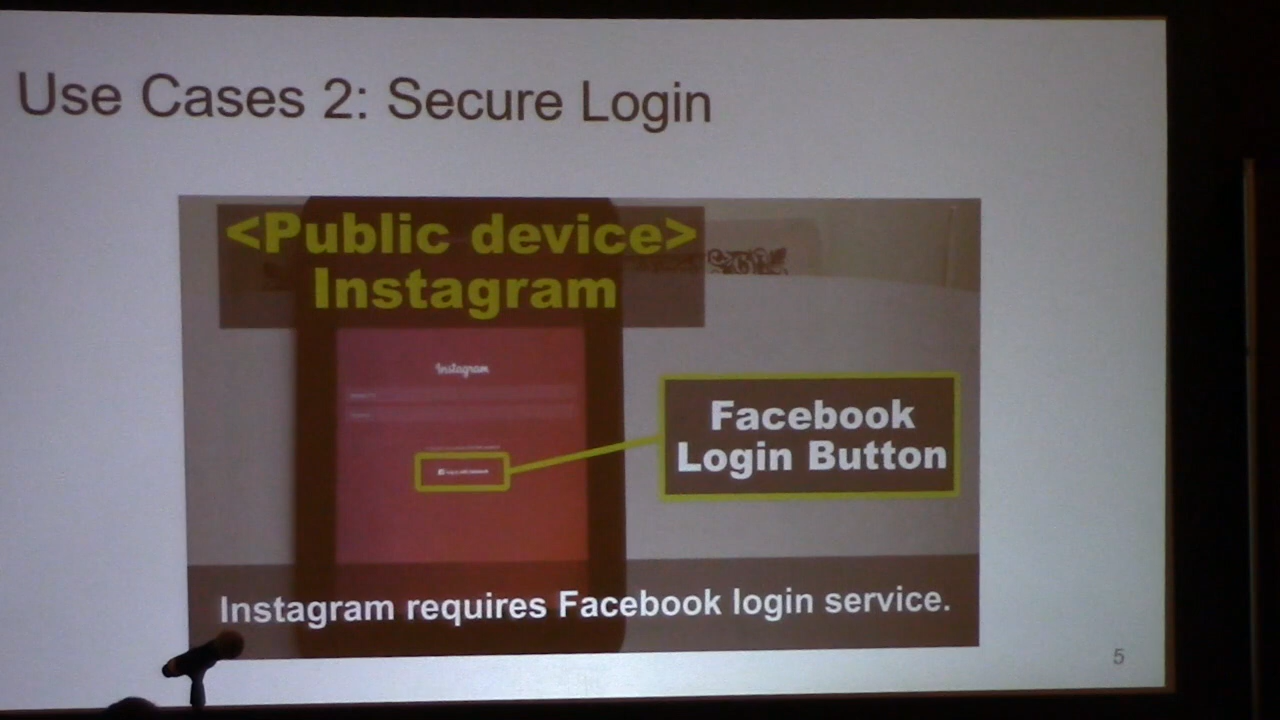 Use Cases 2: Secure Login
<Public device>
Instagram
Instagram
Facebook
Login Button
Instagram requires Facebook login service.
5